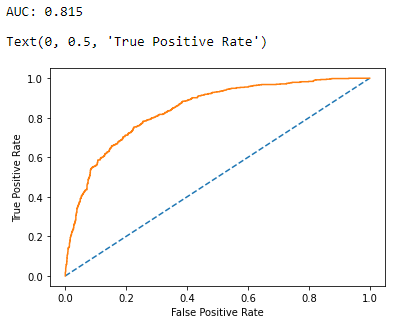 AUC: 0.815
Text(0, 0.5, 'True Positive Rate')
1.0
0.8
0.6
0.4
0.2
0.0
True Positive Rate
0.0 0.2 0.4 0.6 0.8 1.0
False Positive Rate